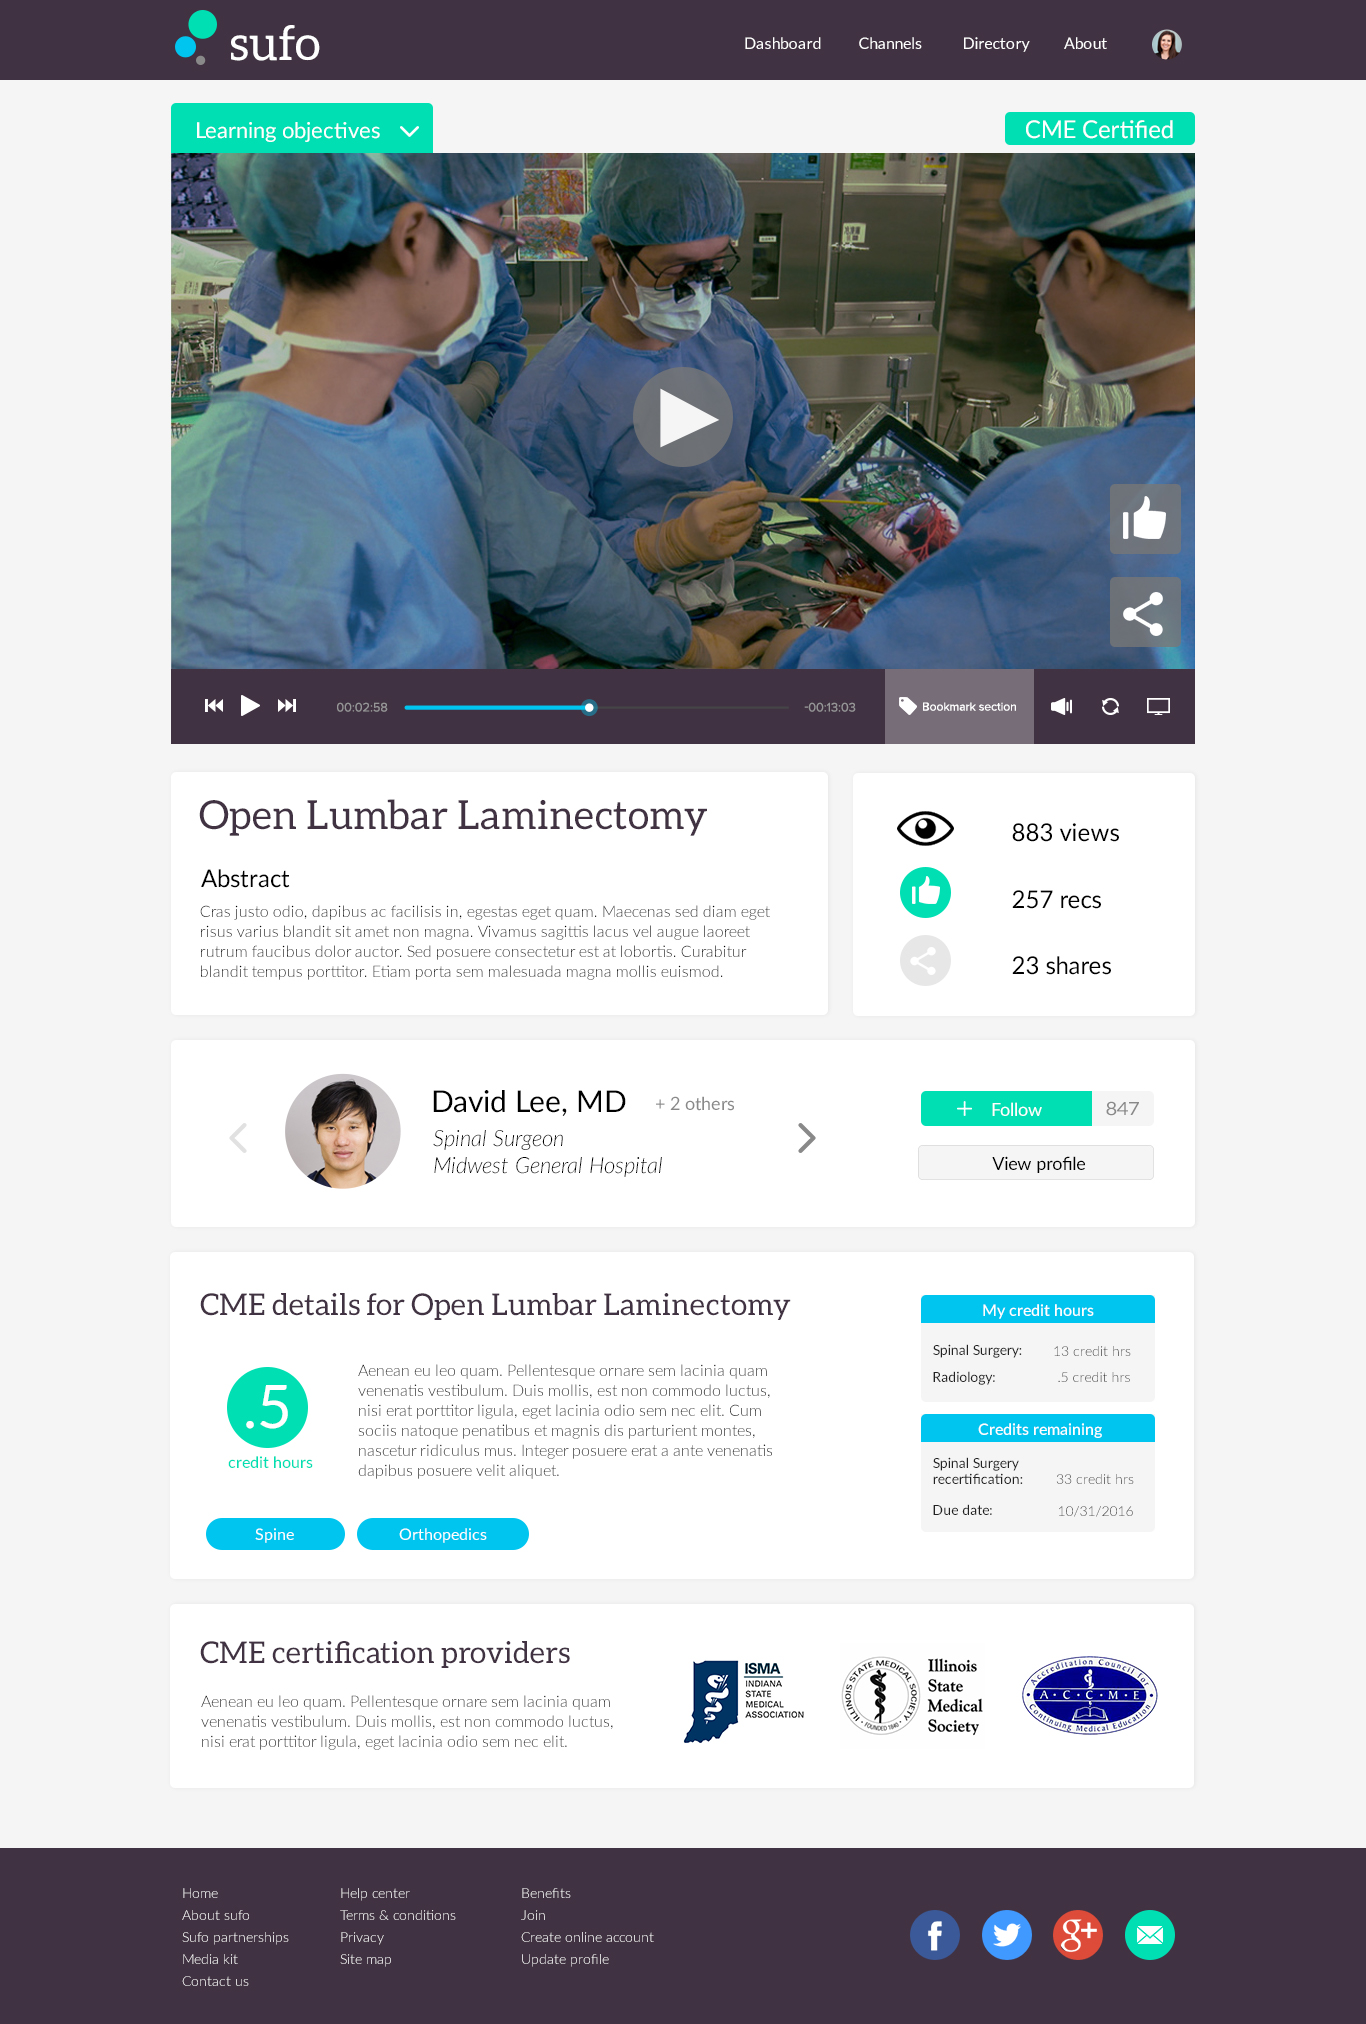 sufo
Dashboard
Channels
Directory
About
Learning objectives
CME Certified
00:02:58
-00:13:03
Bookmark section
Open Lumbar Laminectomy
Abstract
Cras justo odio, dapibus ac facilisis in, egestas eget quam. Maecenas sed diam eget
risus varius blandit sit amet non magna. Vivamus sagittis lacus vel augue laoreet
rutrum faucibus dolor auctor. Sed posuere consectetur est at lobortis. Curabitur
blandit tempus porttitor. Etiam porta sem malesuada magna mollis euismod.
883 views
257 recs
23 shares
David Lee, MD
+ 2 others
Spinal Surgeon
Midwest General Hospital
+ Follow
847
View profile
CME details for Open Lumbar Laminectomy
.5
credit hours
Aenean eu leo quam. Pellentesque ornare sem lacinia quam
venenatis vestibulum. Duis mollis, est non commodo luctus,
nisi erat porttitor ligula, eget lacinia odio sem nec elit. Cum
sociis natoque penatibus et magnis dis parturient montes,
nascetur ridiculus mus. Integer posuere erat a ante venenatis
dapibus posuere velit aliquet.
Spine
Orthopedics
My credit hours
Spinal Surgery: 13 credit hrs
Radiology: .5 credit hrs
Credits remaining
Spinal Surgery
recertification: 33 credit hrs
Due date: 10/31/2016
CME certification providers
Aenean eu leo quam. Pellentesque ornare sem lacinia quam
venenatis vestibulum. Duis mollis, est non commodo luctus,
nisi erat porttitor ligula, eget lacinia odio sem nec elit.
ISMA
INDIANA
STATE
MEDICAL
ASSOCIATION
ILLINOIS STATE MEDICAL SOCIETY
• FOUNDED 1840 •
Illinois
State
Medical
Society
Accreditation Council for
• A • C • C • M • E •
Continuing Medical Education
Home
About sufo
Sufo partnerships
Media kit
Contact us
Help center
Terms & conditions
Privacy
Site map
Benefits
Join
Create online account
Update profile
f
g+